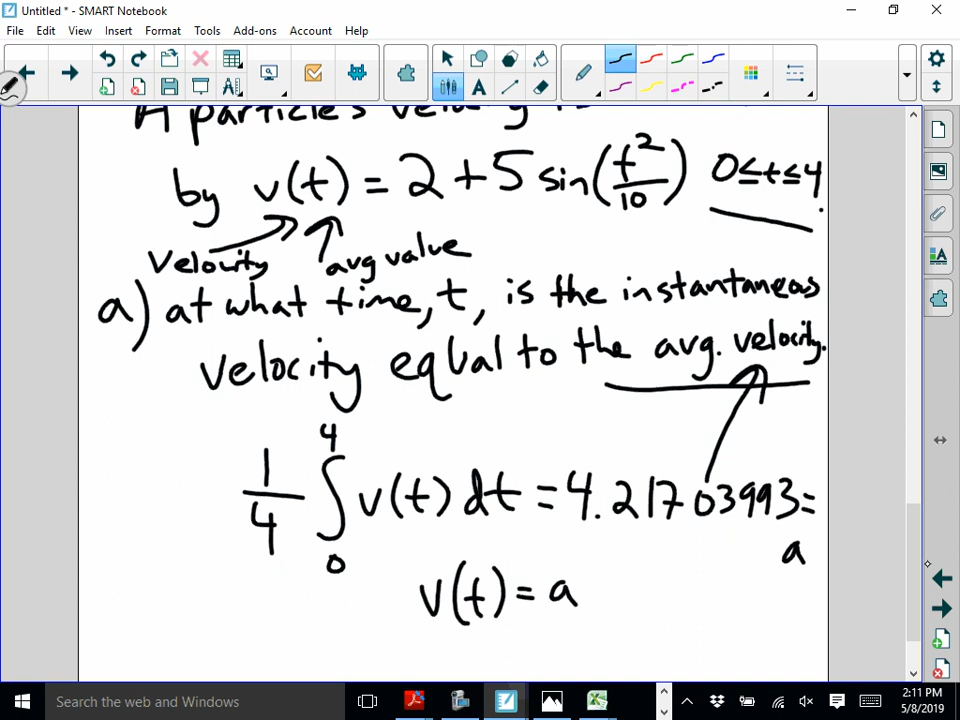 Untitled * - SMART Notebook
File Edit View Insert Format Tools Add-ons Account Help
A particle's velocity
by v(t) = 2 + 5 sin(t²/10) 0≤t≤4.
velocity avg value
a) at what time, t, is the instantaneous
velocity equal to the avg. velocity.
1/4 ∫₀⁴ v(t) dt = 4.21703993 =
a
v(t) = a
Search the web and Windows
2:11 PM
5/8/2019